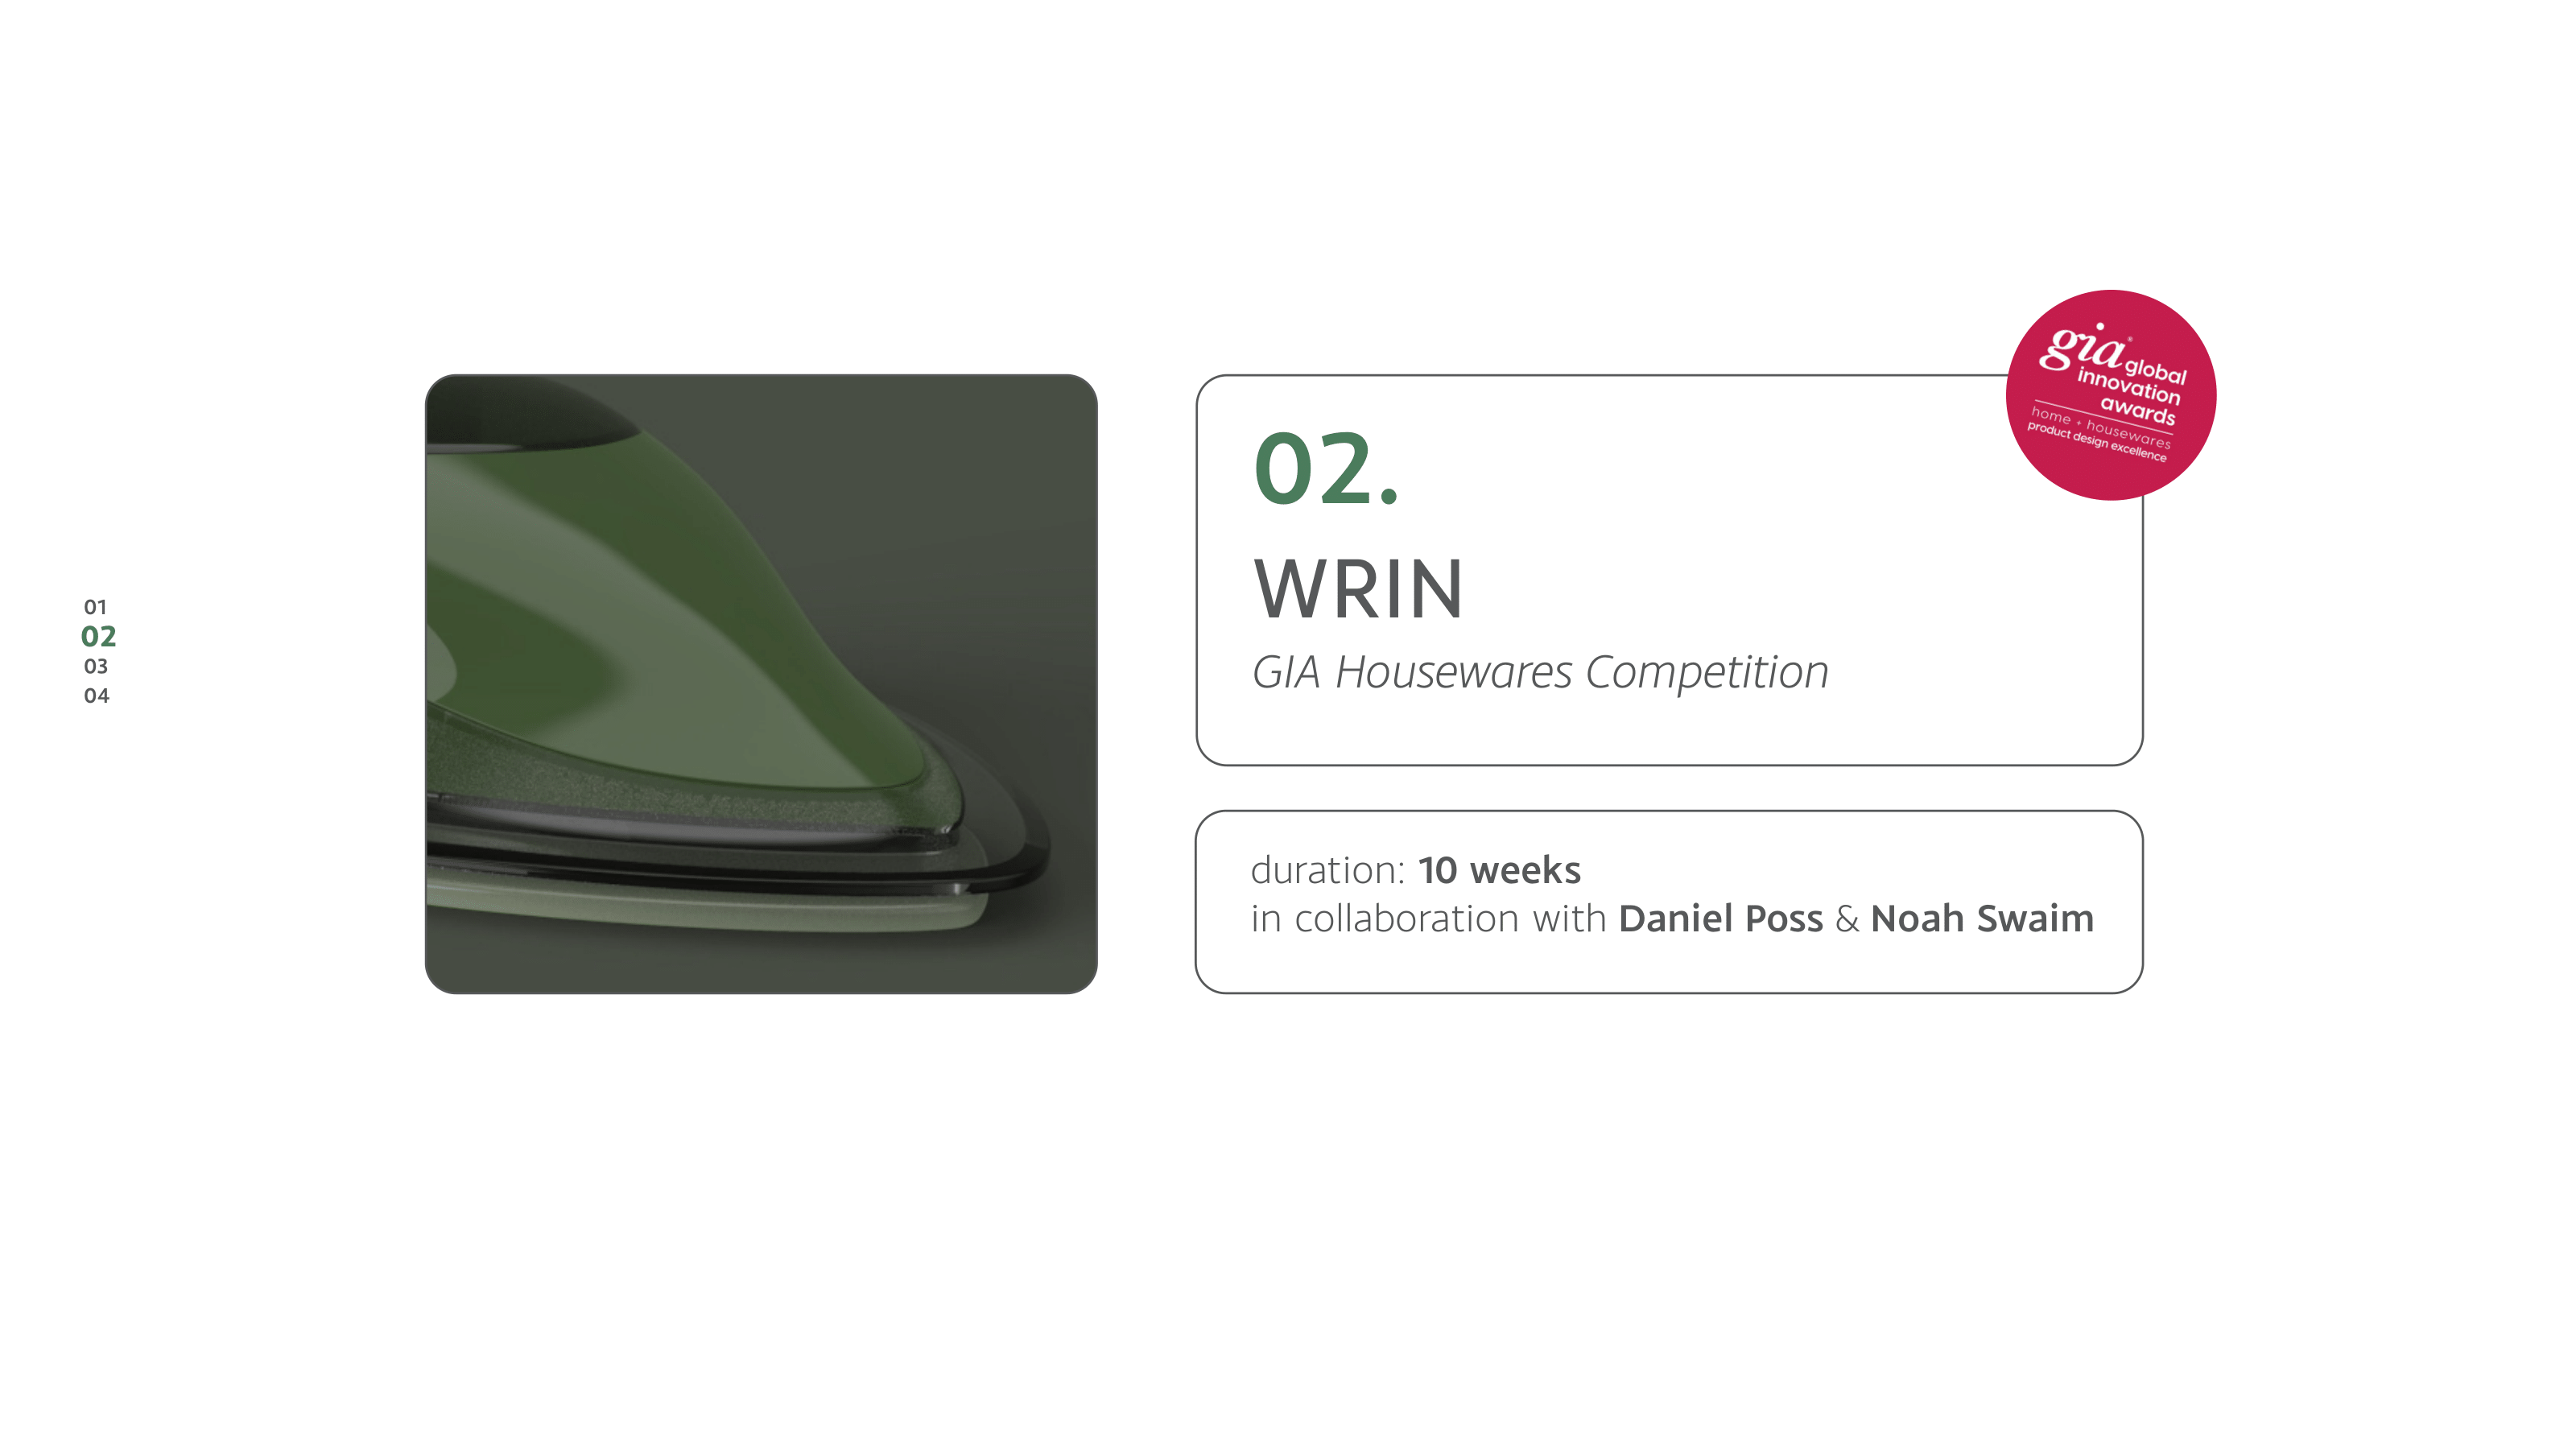 01
02
03
04
02.
WRIN
GIA Housewares Competition
gia® global
innovation
awards
home + housewares
product design excellence
duration: 10 weeks
in collaboration with Daniel Poss & Noah Swaim